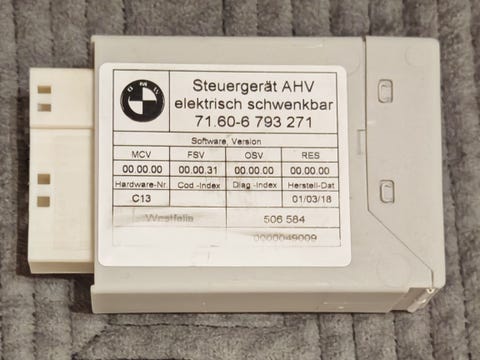 BMW
Steuergerät AHV
elektrisch schwenkbar
71.60-6 793 271
Software, Version
MCV FSV OSV RES
00.00.00 00.00.31 00.00.00 00.00.00
Hardware-Nr. Cod.-Index Diag.-Index Herstell-Dat
C13 01/03/18
Westfalia 506 584
0000049009